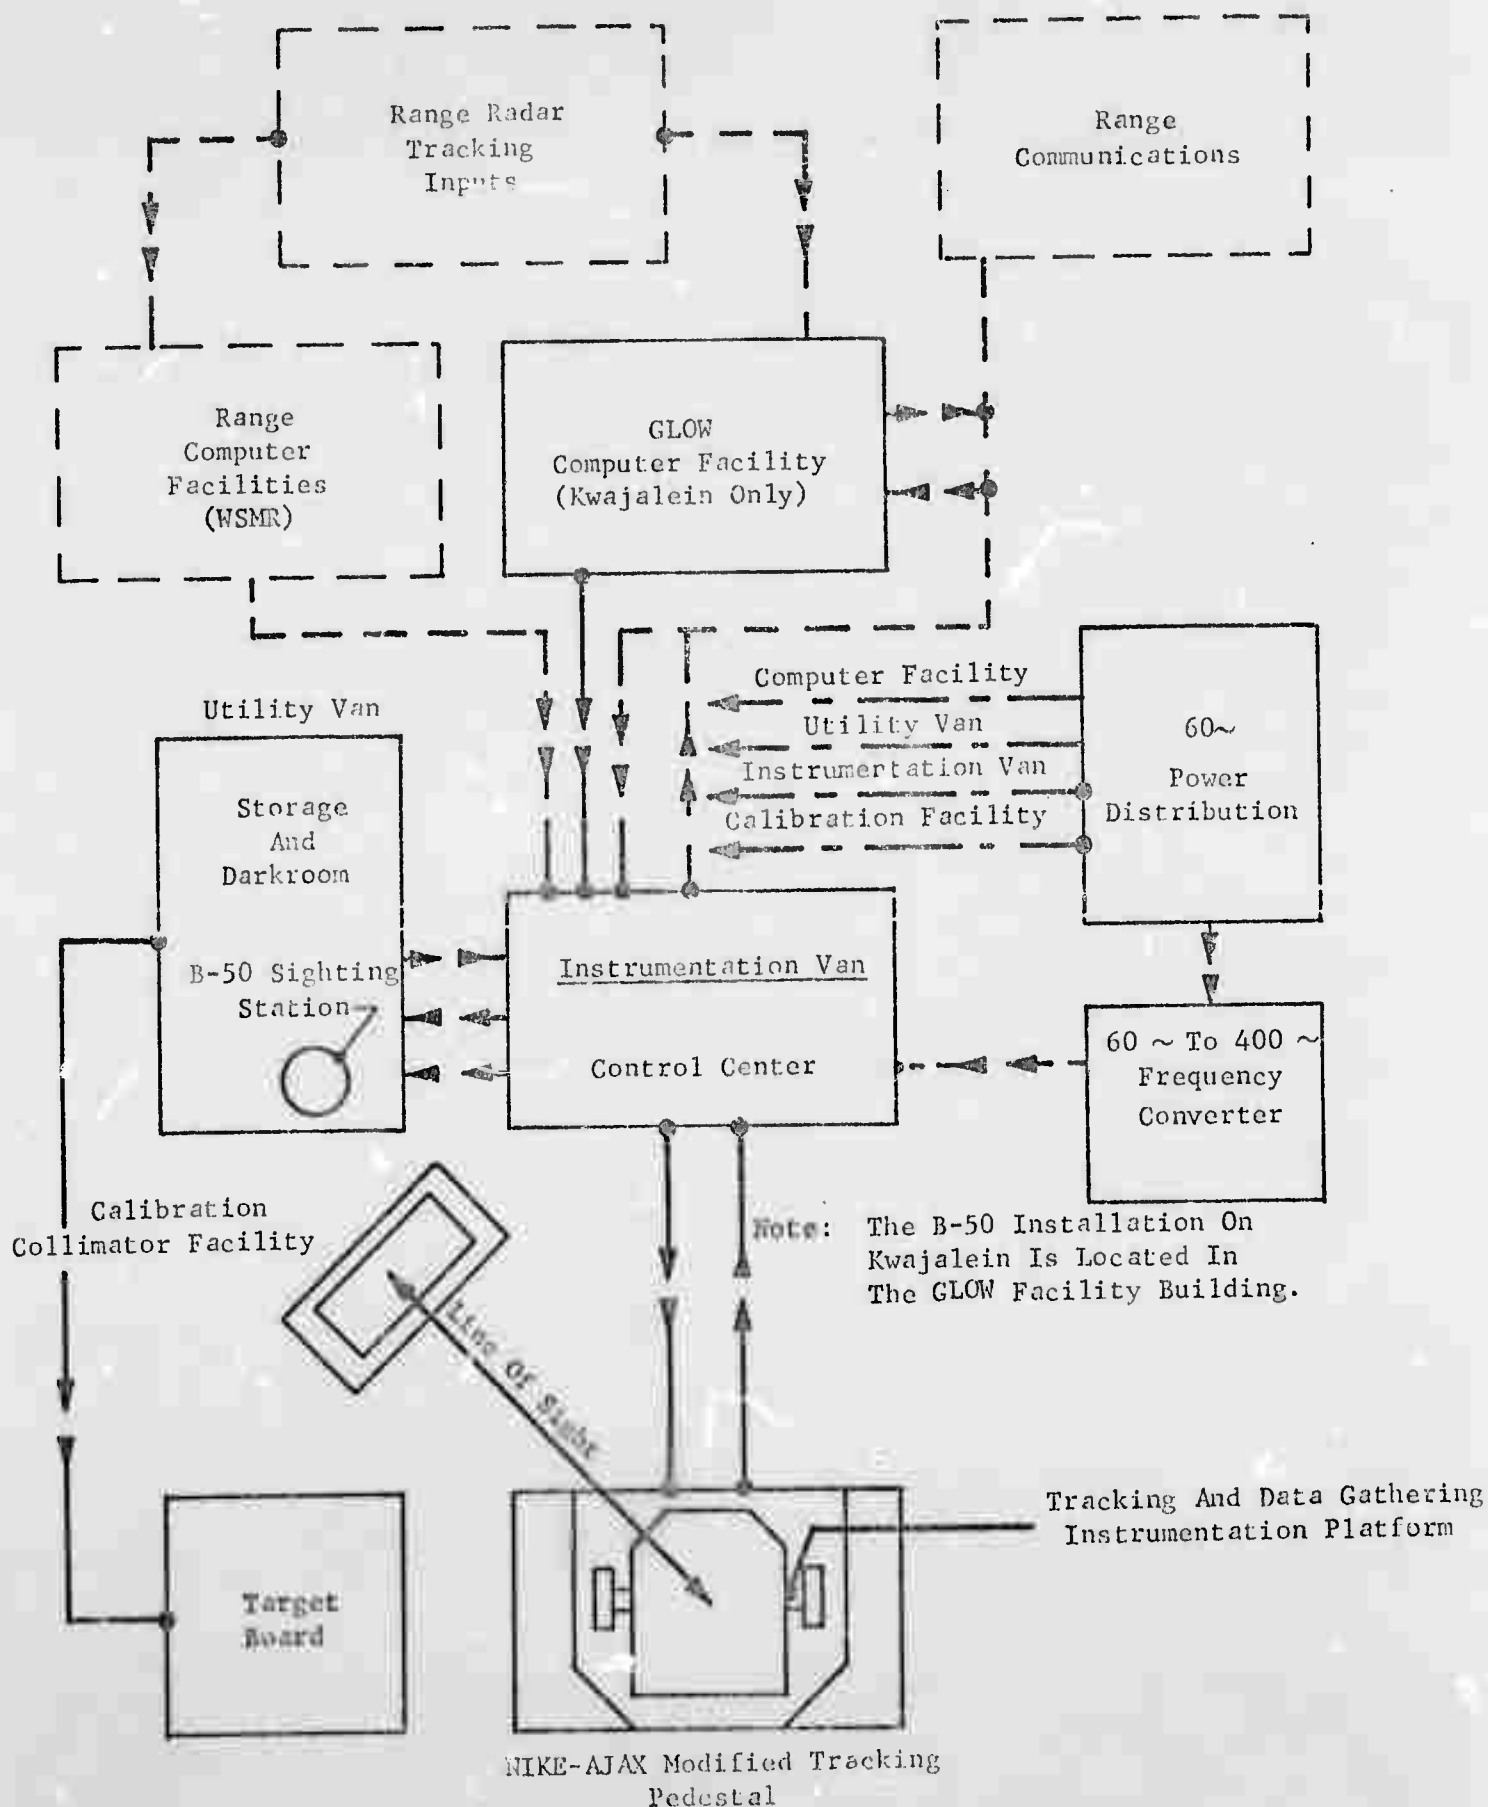 Range Radar
Tracking
Inputs
Range
Communications
Range
Computer
Facilities
(WSMR)
GLOW
Computer Facility
(Kwajalein Only)
Computer Facility
Utility Van
Instrumertation Van
Calibration Facility
60~
Power
Distribution
Utility Van
Storage
And
Darkroom
B-50 Sighting
Station
Instrumentation Van
Control Center
60 ~ To 400 ~
Frequency
Converter
Calibration
Collimator Facility
Note: The B-50 Installation On
Kwajalein Is Located In
The GLOW Facility Building.
Line Of Sight
Tracking And Data Gathering
Instrumentation Platform
Target
Board
NIKE-AJAX Modified Tracking
Pedestal